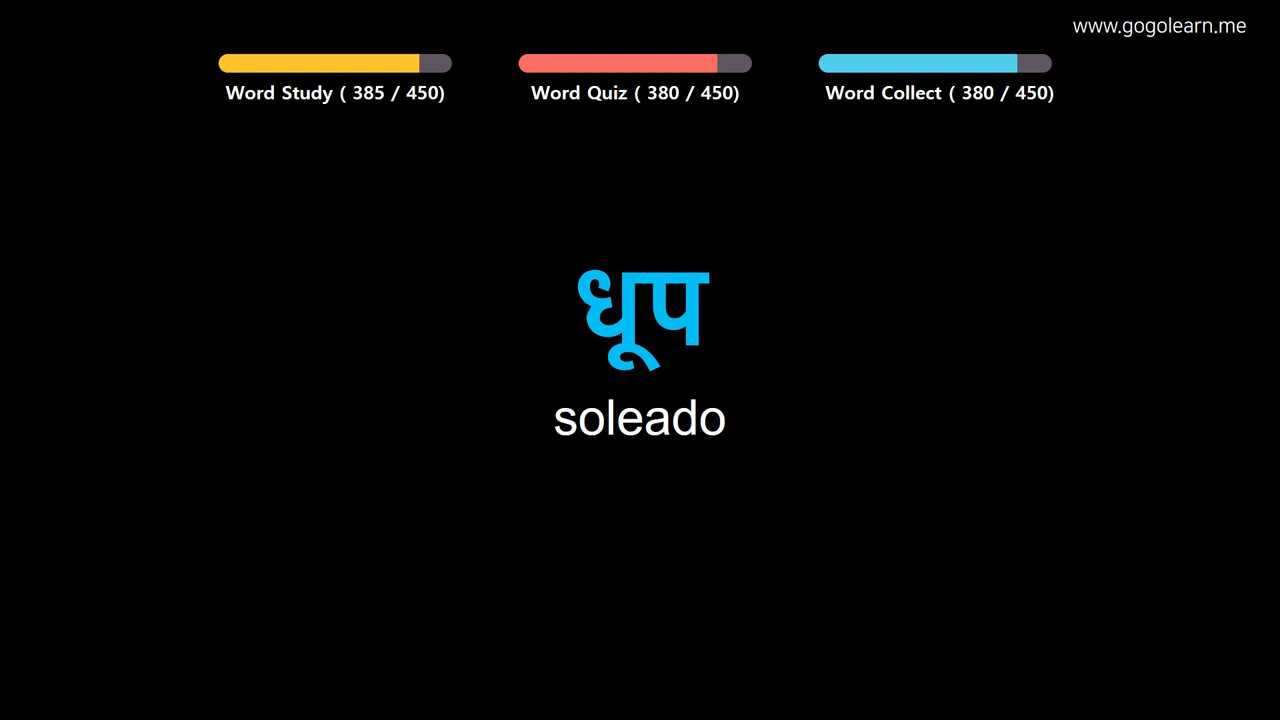 www.gogolearn.me
Word Study ( 385 / 450)
Word Quiz ( 380 / 450)
Word Collect ( 380 / 450)
धूप
soleado